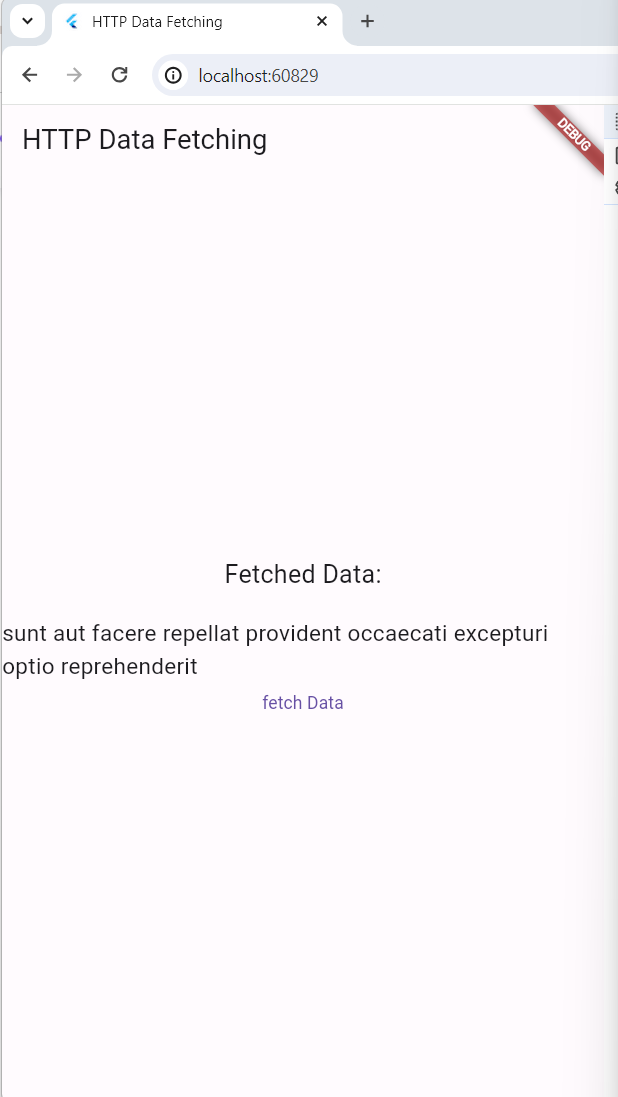 HTTP Data Fetching
localhost:60829
HTTP Data Fetching
DEBUG
Fetched Data:
sunt aut facere repellat provident occaecati excepturi
optio reprehenderit
fetch Data